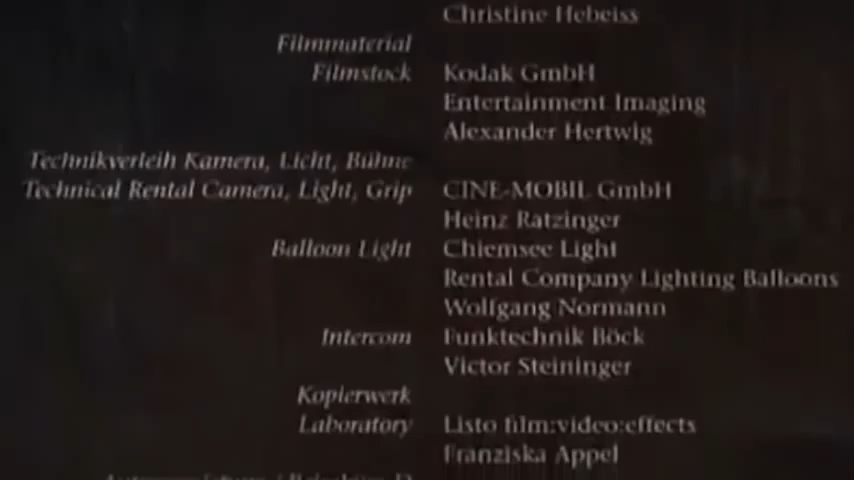 Christine Hebeiss
Filmmaterial
Filmstock Kodak GmbH
Entertainment Imaging
Alexander Hertwig
Technikverleih Kamera, Licht, Bühne
Technical Rental Camera, Light, Grip CINE-MOBIL GmbH
Heinz Ratzinger
Balloon Light Chiemsee Light
Rental Company Lighting Balloons
Wolfgang Normann
Intercom Funktechnik Böck
Victor Steininger
Kopierwerk
Laboratory Listo film:video:effects
Franziska Appel